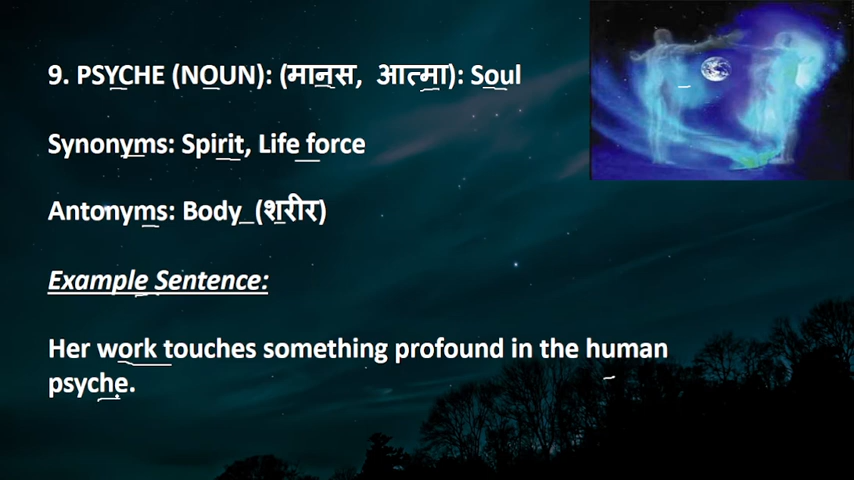 9. PSYCHE (NOUN): (मानस, आत्मा): Soul
Synonyms: Spirit, Life force
Antonyms: Body (शरीर)
Example Sentence:
Her work touches something profound in the human
psyche.